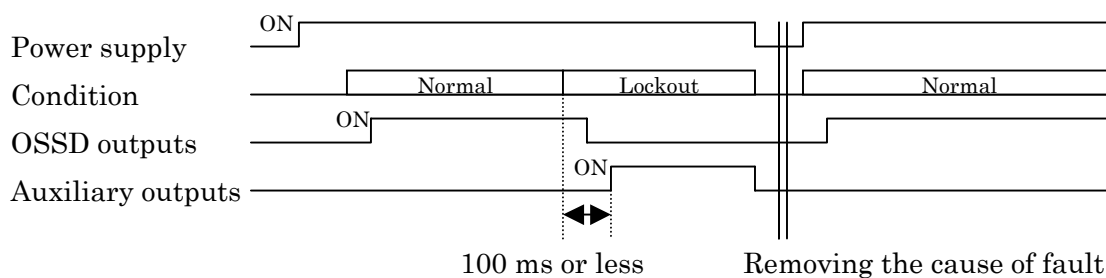 ON
Power supply
Normal Lockout Normal
Condition
ON
OSSD outputs
ON
Auxiliary outputs
100 ms or less Removing the cause of fault